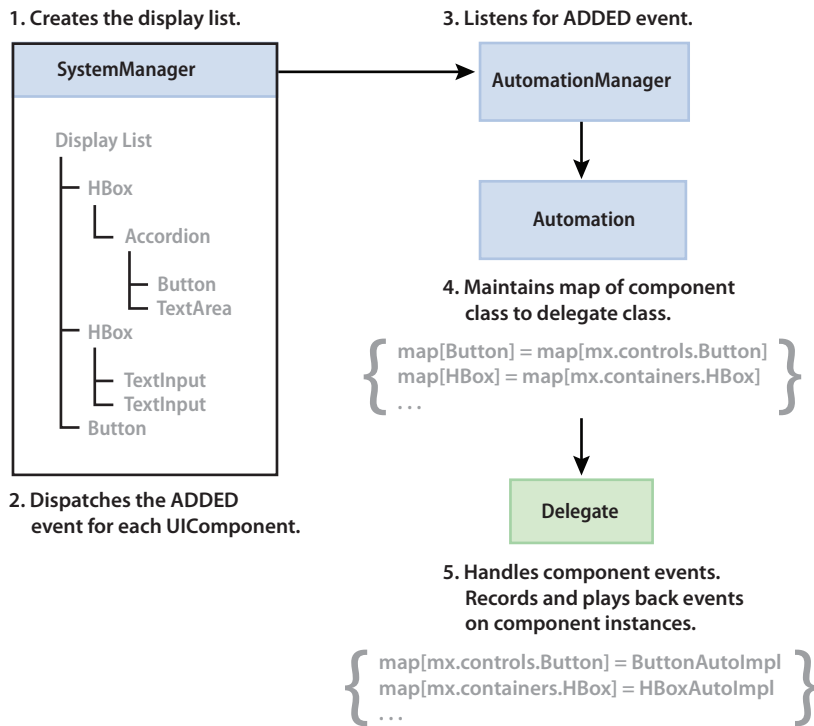 1. Creates the display list.
SystemManager
Display List
HBox
Accordion
Button
TextArea
HBox
TextInput
TextInput
Button
2. Dispatches the ADDED
event for each UIComponent.
3. Listens for ADDED event.
AutomationManager
Automation
4. Maintains map of component
class to delegate class.
{ map[Button] = map[mx.controls.Button] }
map[HBox] = map[mx.containers.HBox]
. . .
Delegate
5. Handles component events.
Records and plays back events
on component instances.
{ map[mx.controls.Button] = ButtonAutoImpl }
map[mx.containers.HBox] = HBoxAutoImpl
. . .